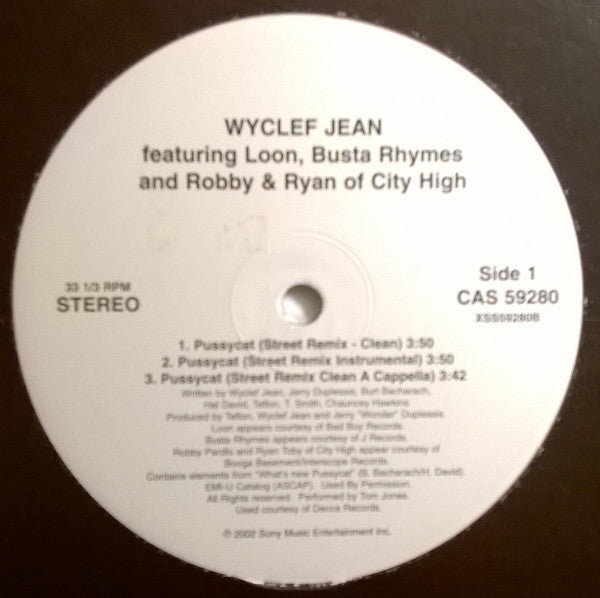 WYCLEF JEAN
featuring Loon, Busta Rhymes
and Robby & Ryan of City High
33 1/3 RPM
STEREO
Side 1
CAS 59280
XSS59280B
1. Pussycat (Street Remix - Clean) 3:50
2. Pussycat (Street Remix Instrumental) 3:50
3. Pussycat (Street Remix Clean A Cappella) 3:42
Written by Wyclef Jean, Jerry Duplessis, Burt Bacharach,
Hal David, Teflon, T. Smith, Chauncey Hawkins.
Produced by Teflon, Wyclef Jean and Jerry "Wonder" Duplessis.
Loon appears courtesy of Bad Boy Records.
Busta Rhymes appears courtesy of J Records.
Robby Pardlo and Ryan Toby of City High appear courtesy of
Booga Basement/Interscope Records.
Contains elements from "What's new Pussycat" (B. Bacharach/H. David).
EMI U Catalog (ASCAP). Used By Permission.
All Rights reserved. Performed by Tom Jones.
Used courtesy of Decca Records.
℗ 2002 Sony Music Entertainment Inc.